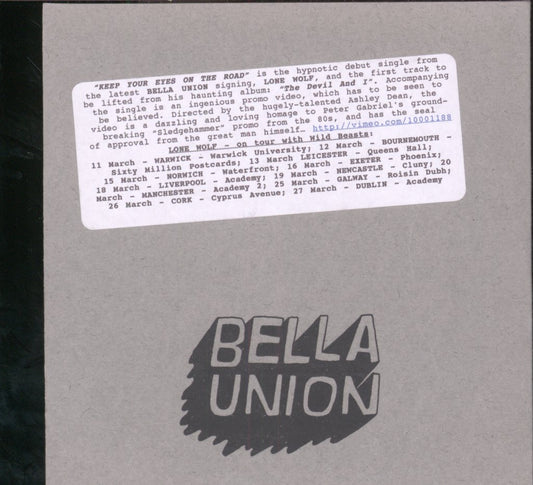 "KEEP YOUR EYES ON THE ROAD" is the hypnotic debut single from
the latest BELLA UNION signing, LONE WOLF, and the first track to
be lifted from his haunting album: "The Devil And I". Accompanying
the single is an ingenious promo video, which has to be seen to
be believed. Directed by the hugely-talented Ashley Dean, the
video is a dazzling and loving homage to Peter Gabriel's ground-
breaking "Sledgehammer" promo from the 80s, and has the seal
of approval from the great man himself… http://vimeo.com/10001188
LONE WOLF - on tour with Wild Beasts:
11 March - WARWICK - Warwick University; 12 March - BOURNEMOUTH -
Sixty Million Postcards; 13 March LEICESTER - Queens Hall;
15 March - NORWICH - Waterfront; 16 March - EXETER - Phoenix;
18 March - LIVERPOOL - Academy; 19 March - NEWCASTLE - Cluny; 20
March - MANCHESTER - Academy 2; 25 March - GALWAY - Roisin Dubh;
26 March - CORK - Cyprus Avenue; 27 March - DUBLIN - Academy
BELLA
UNION